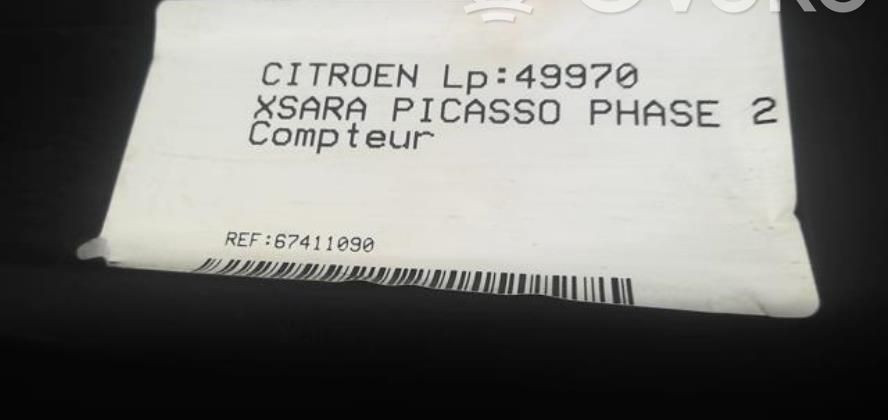 CITROEN Lp:49970
XSARA PICASSO PHASE 2
Compteur
REF:67411090